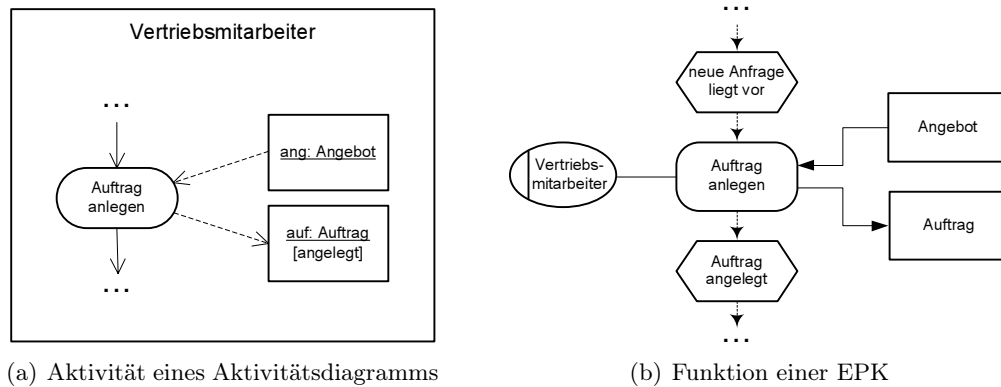 Vertriebsmitarbeiter
...
Auftrag
anlegen
...
ang: Angebot
auf: Auftrag
[angelegt]
(a) Aktivität eines Aktivitätsdiagramms
...
neue Anfrage
liegt vor
Vertriebs-
mitarbeiter
Auftrag
anlegen
Angebot
Auftrag
Auftrag
angelegt
...
(b) Funktion einer EPK